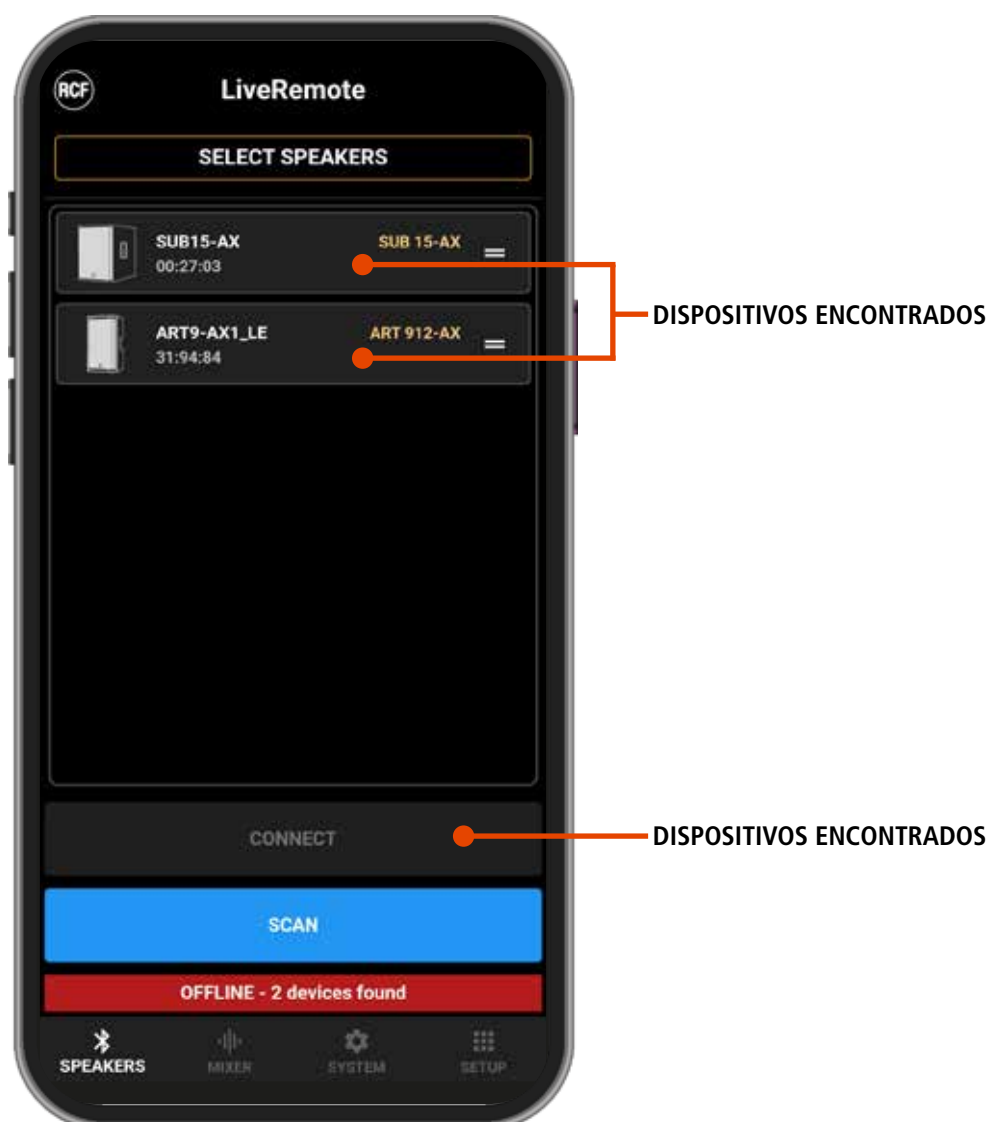 RCF
LiveRemote
SELECT SPEAKERS
SUB15-AX SUB 15-AX
00:27:03
DISPOSITIVOS ENCONTRADOS
ART9-AX1_LE ART 912-AX
31:94:84
CONNECT
DISPOSITIVOS ENCONTRADOS
SCAN
OFFLINE - 2 devices found
SPEAKERS MIXER SYSTEM SETUP